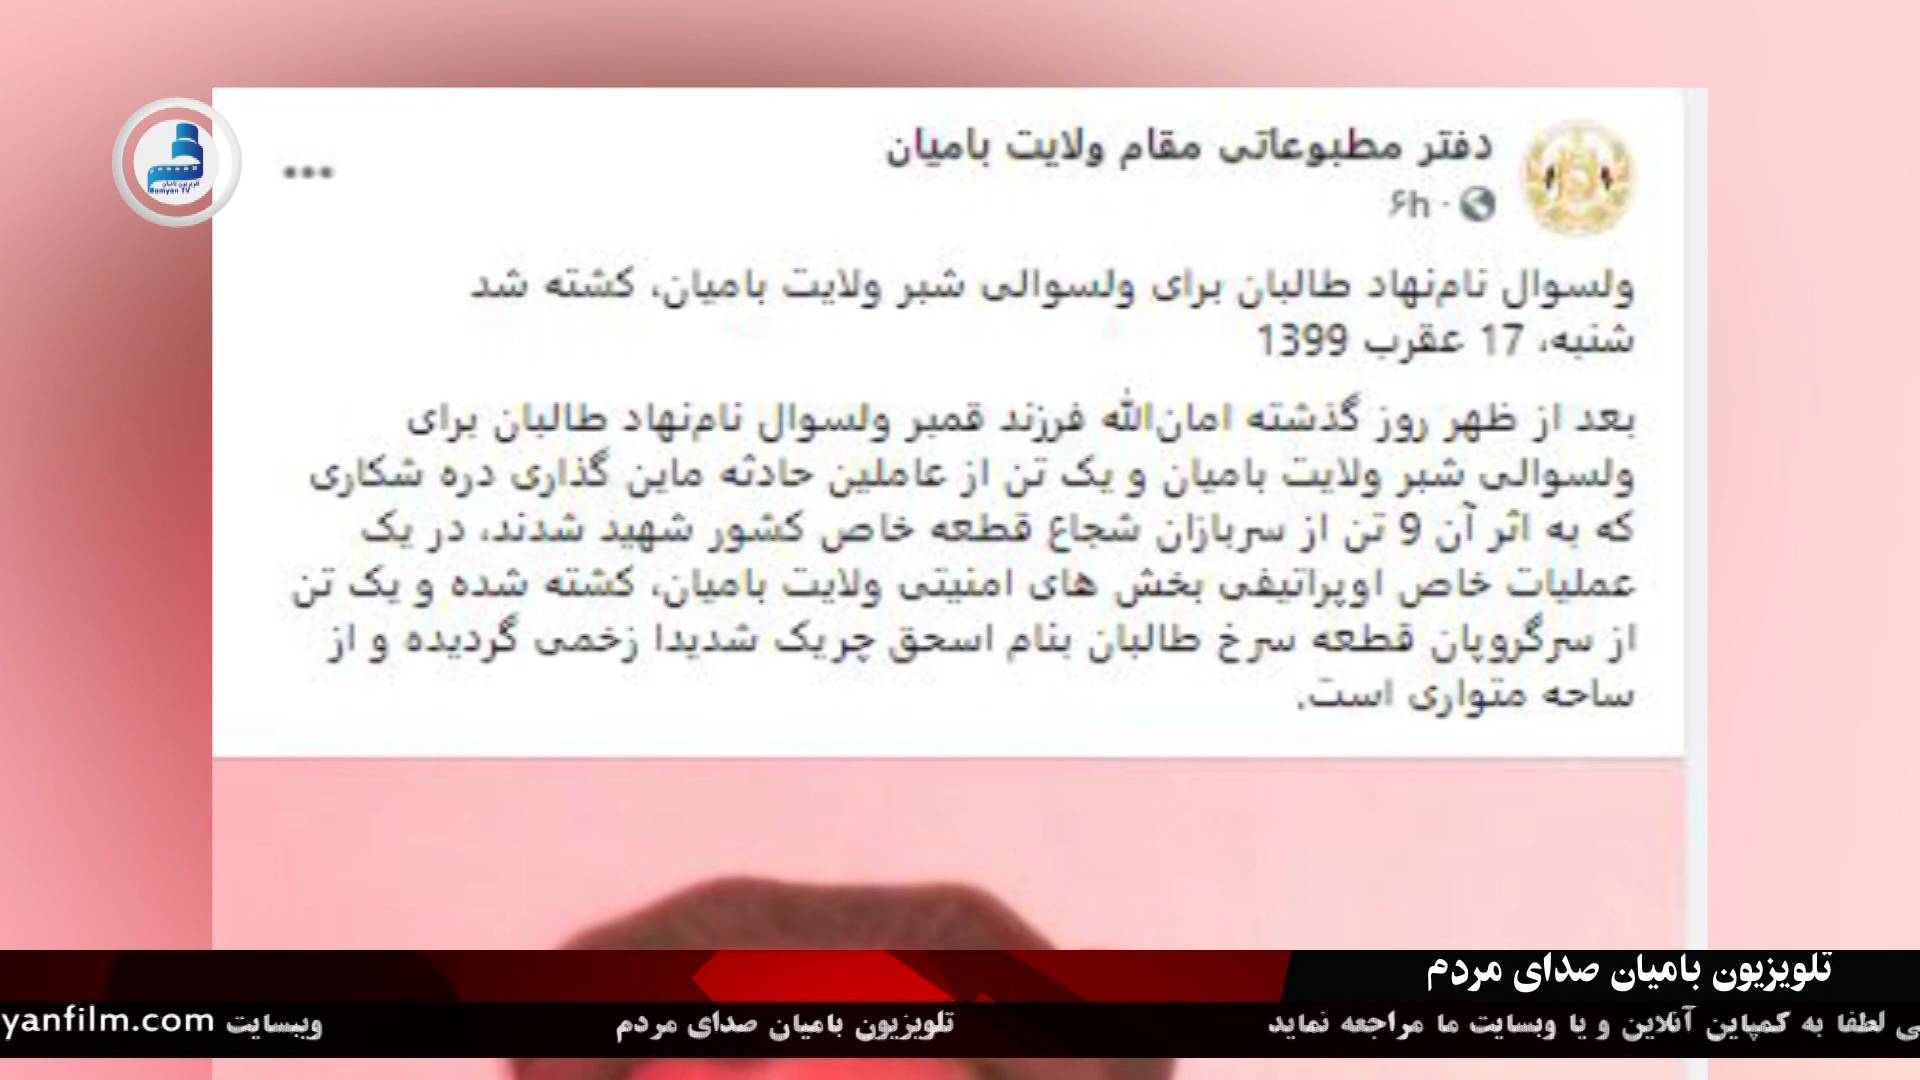 دفتر مطبوعاتی مقام ولایت بامیان
۶h ·
ولسوال نام‌نهاد طالبان برای ولسوالی شبر ولایت بامیان، کشته شد
شنبه، 17 عقرب 1399
بعد از ظهر روز گذشته امان‌الله فرزند قمبر ولسوال نام‌نهاد طالبان برای
ولسوالی شبر ولایت بامیان و یک تن از عاملین حادثه ماین گذاری دره شکاری
که به اثر آن 9 تن از سربازان شجاع قطعه خاص کشور شهید شدند، در یک
عملیات خاص اوپراتیفی بخش های امنیتی ولایت بامیان، کشته شده و یک تن
از سرگروپان قطعه سرخ طالبان بنام اسحق چریک شدیدا زخمی گردیده و از
ساحه متواری است.
تلویزیون بامیان
Bamyan TV
تلویزیون بامیان صدای مردم
ی لطفا به کمپاین آنلاین و یا وبسایت ما مراجعه نماید
تلویزیون بامیان صدای مردم
وبسایت yanfilm.com